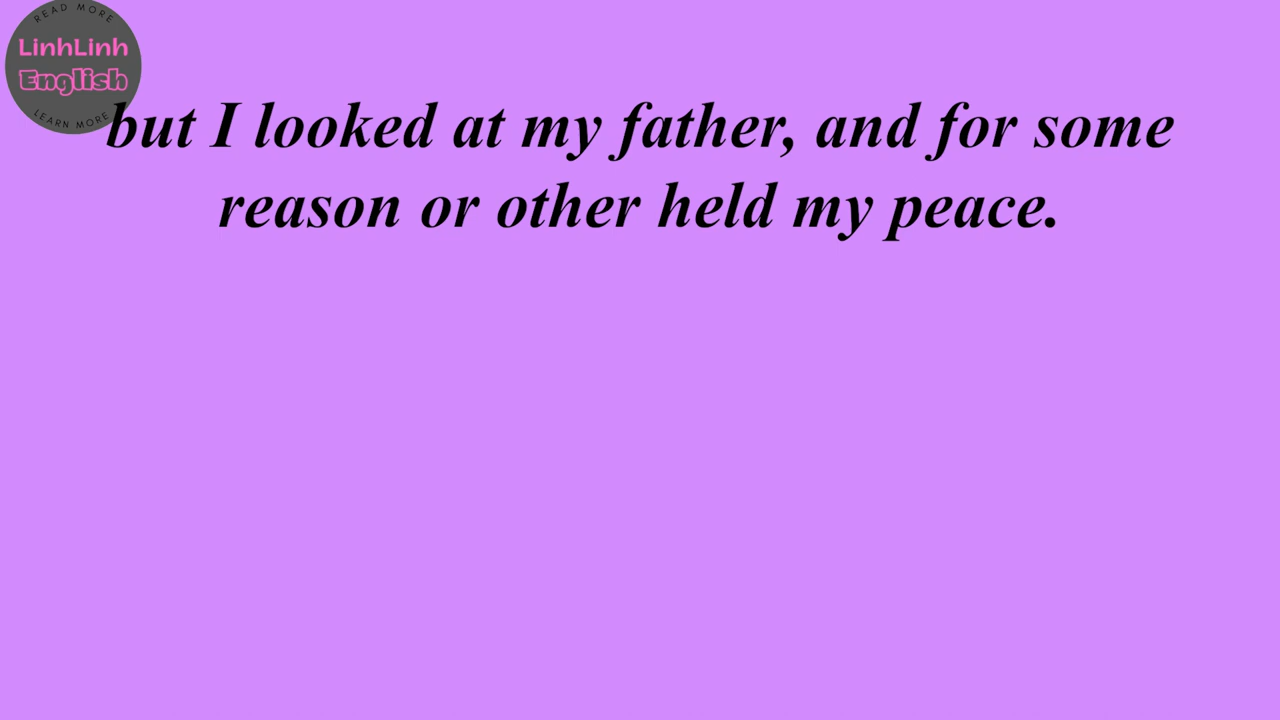 READ MORE
LinhLinh
English
LEARN MORE
but I looked at my father, and for some
reason or other held my peace.